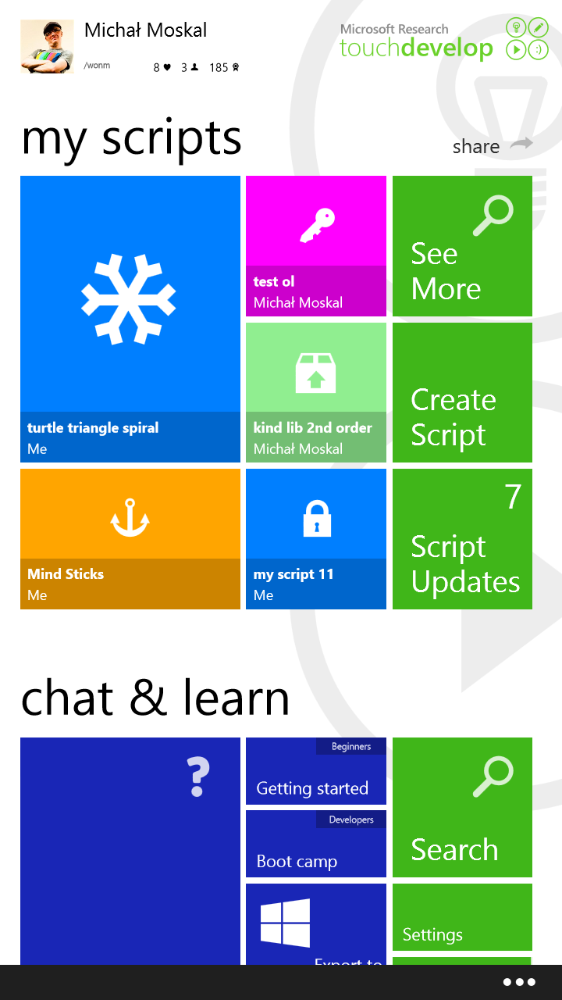 Michał Moskal
/wonm
8
3
185
Microsoft Research
touchdevelop
my scripts
share
turtle triangle spiral
Me
test ol
Michał Moskal
See
More
kind lib 2nd order
Michał Moskal
Create
Script
Mind Sticks
Me
my script 11
Me
7
Script
Updates
chat & learn
?
Beginners
Getting started
Developers
Boot camp
Export to
Search
Settings